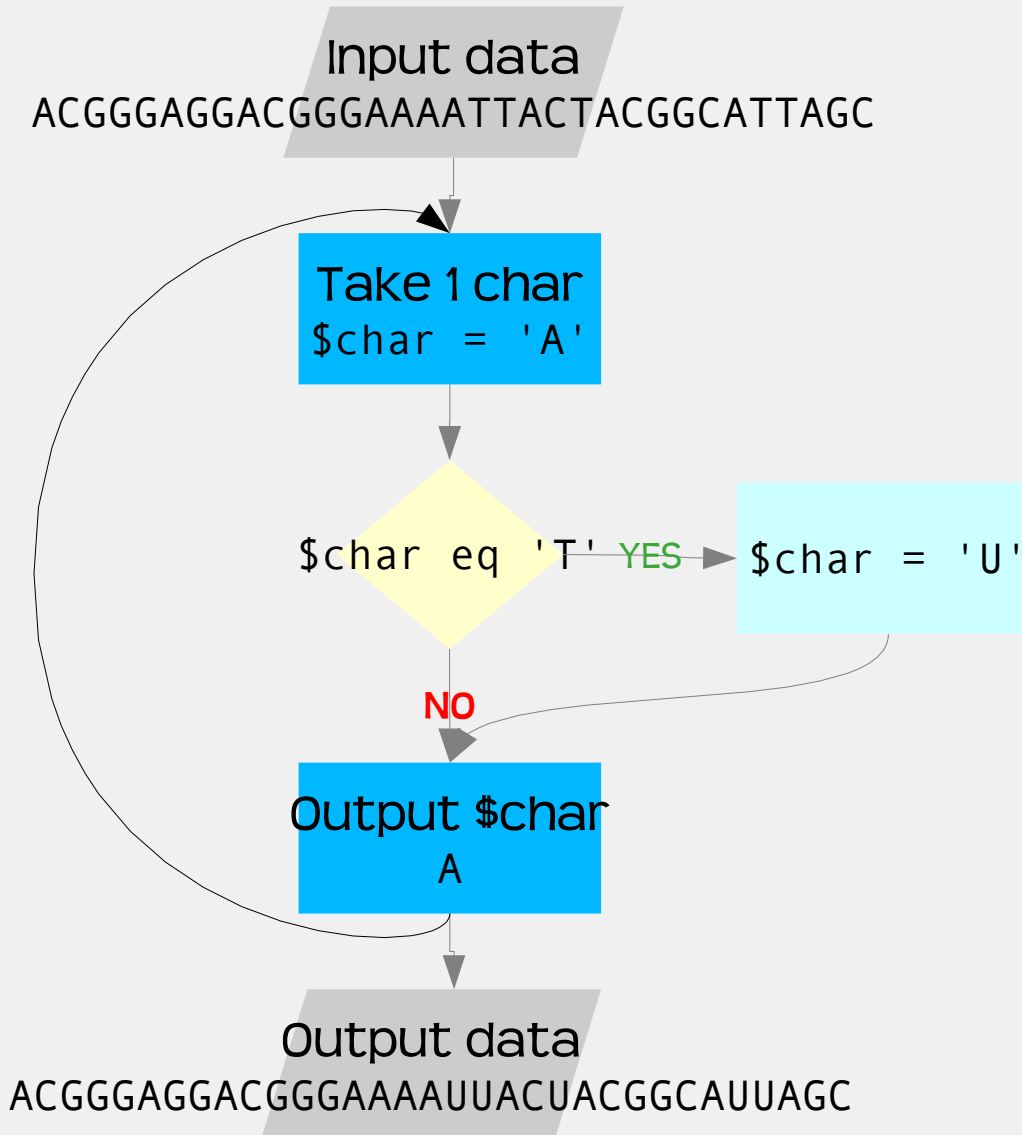 Input data
ACGGGAGGACGGGAAAATTACTACGGCATTAGC
Take 1 char
$char = 'A'
$char eq 'T'
YES
$char = 'U'
NO
Output $char
A
Output data
ACGGGAGGACGGGAAAAUUACUACGGCAUUAGC